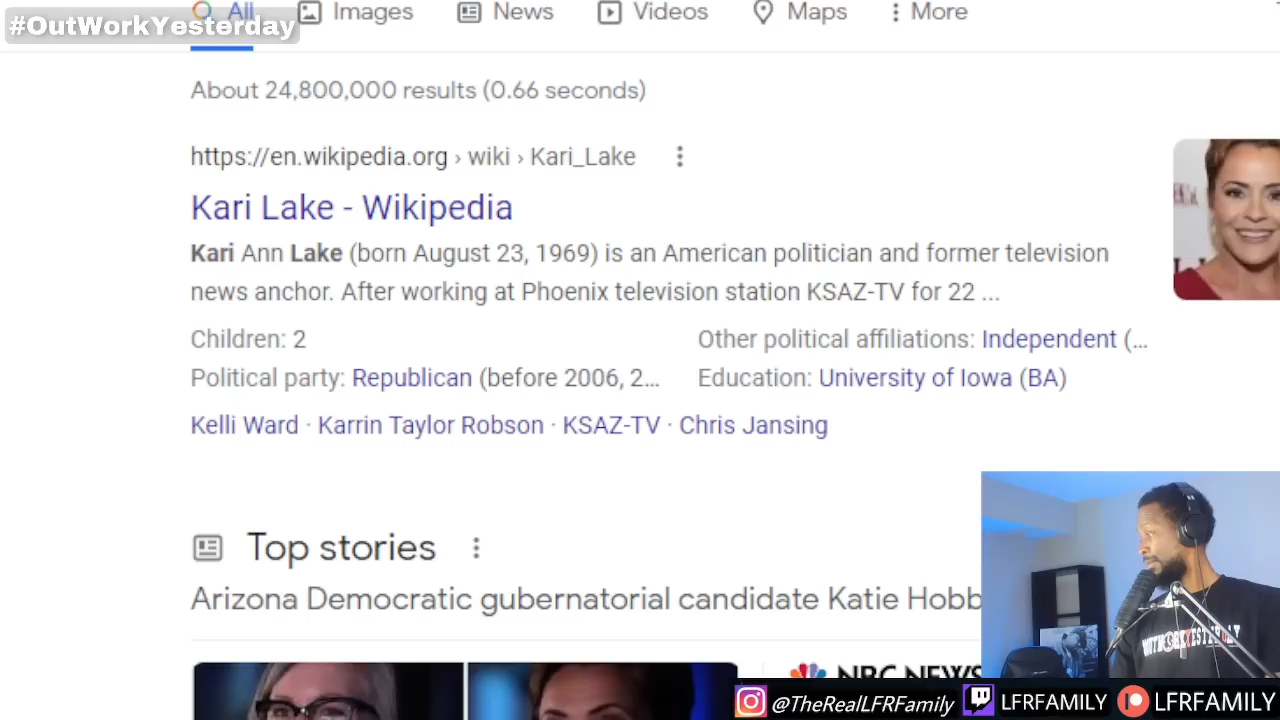 #OutWorkYesterday
All
Images
News
Videos
Maps
More
About 24,800,000 results (0.66 seconds)
https://en.wikipedia.org › wiki › Kari_Lake
Kari Lake - Wikipedia
Kari Ann Lake (born August 23, 1969) is an American politician and former television
news anchor. After working at Phoenix television station KSAZ-TV for 22 ...
Children: 2
Other political affiliations: Independent (...
Political party: Republican (before 2006, 2...
Education: University of Iowa (BA)
Kelli Ward · Karrin Taylor Robson · KSAZ-TV · Chris Jansing
Top stories
Arizona Democratic gubernatorial candidate Katie Hobb
NBC NEWS
OUTWORKYESTERDAY
@TheRealLFRFamily
LFRFAMILY
LFRFAMILY